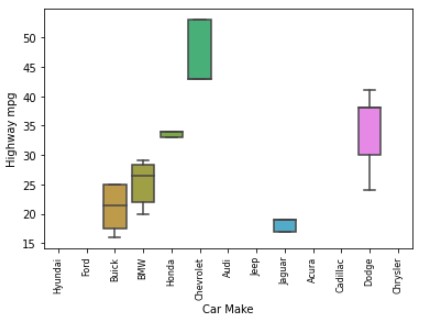 50
45
40
35
30
25
20
15
Highway mpg
Hyundai
Ford
Buick
BMW
Honda
Chevrolet
Audi
Jeep
Jaguar
Acura
Cadillac
Dodge
Chrysler
Car Make